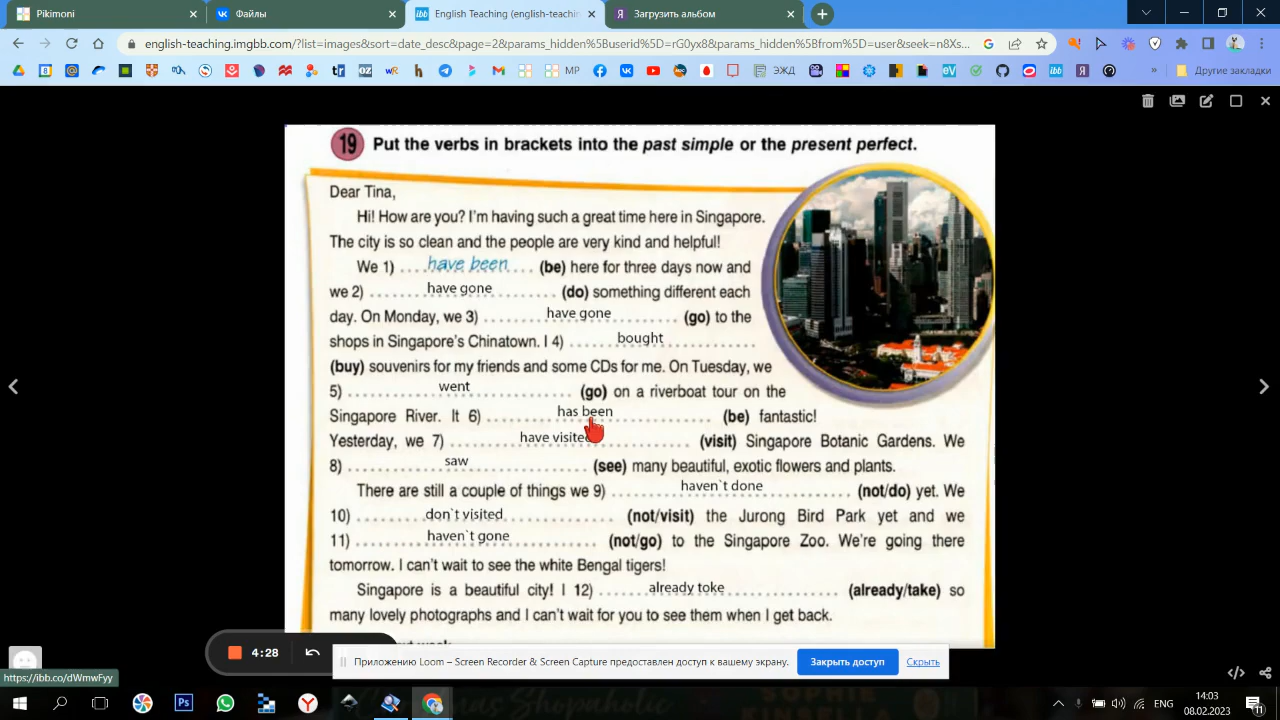 Pikimoni
Файлы
English Teaching (english-teachin
Загрузить альбом
english-teaching.imgbb.com/?list=images&sort=date_desc&page=2&params_hidden%5Buserid%5D=rG0yx8&params_hidden%5Bfrom%5D=user&seek=n8Xs...
МР
ЭЖД
Другие закладки
19 Put the verbs in brackets into the past simple or the present perfect.
Dear Tina,
Hi! How are you? I'm having such a great time here in Singapore.
The city is so clean and the people are very kind and helpful!
We 1) ....have been.... (be) here for three days now and
we 2) have gone (do) something different each
day. On Monday, we 3) have gone (go) to the
shops in Singapore's Chinatown. I 4) bought
(buy) souvenirs for my friends and some CDs for me. On Tuesday, we
5) went (go) on a riverboat tour on the
Singapore River. It 6) has been (be) fantastic!
Yesterday, we 7) have visited (visit) Singapore Botanic Gardens. We
8) saw (see) many beautiful, exotic flowers and plants.
There are still a couple of things we 9) haven`t done (not/do) yet. We
10) don`t visited (not/visit) the Jurong Bird Park yet and we
11) haven`t gone (not/go) to the Singapore Zoo. We're going there
tomorrow. I can't wait to see the white Bengal tigers!
Singapore is a beautiful city! I 12) already toke (already/take) so
many lovely photographs and I can't wait for you to see them when I get back.
4:28
Приложению Loom – Screen Recorder & Screen Capture предоставлен доступ к вашему экрану.
Закрыть доступ
Скрыть
https://ibb.co/dWmwFyy
ENG
14:03
08.02.2023
11